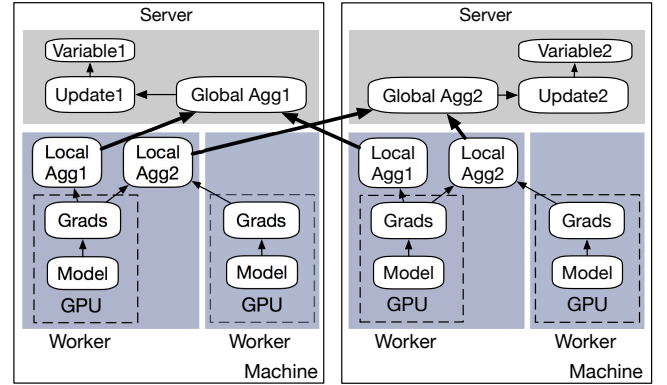 Server
Variable1
Update1
Global Agg1
Local
Agg1
Local
Agg2
Grads
Model
GPU
Grads
Model
GPU
Worker
Worker
Machine
Server
Variable2
Global Agg2
Update2
Local
Agg1
Local
Agg2
Grads
Model
GPU
Grads
Model
GPU
Worker
Worker
Machine